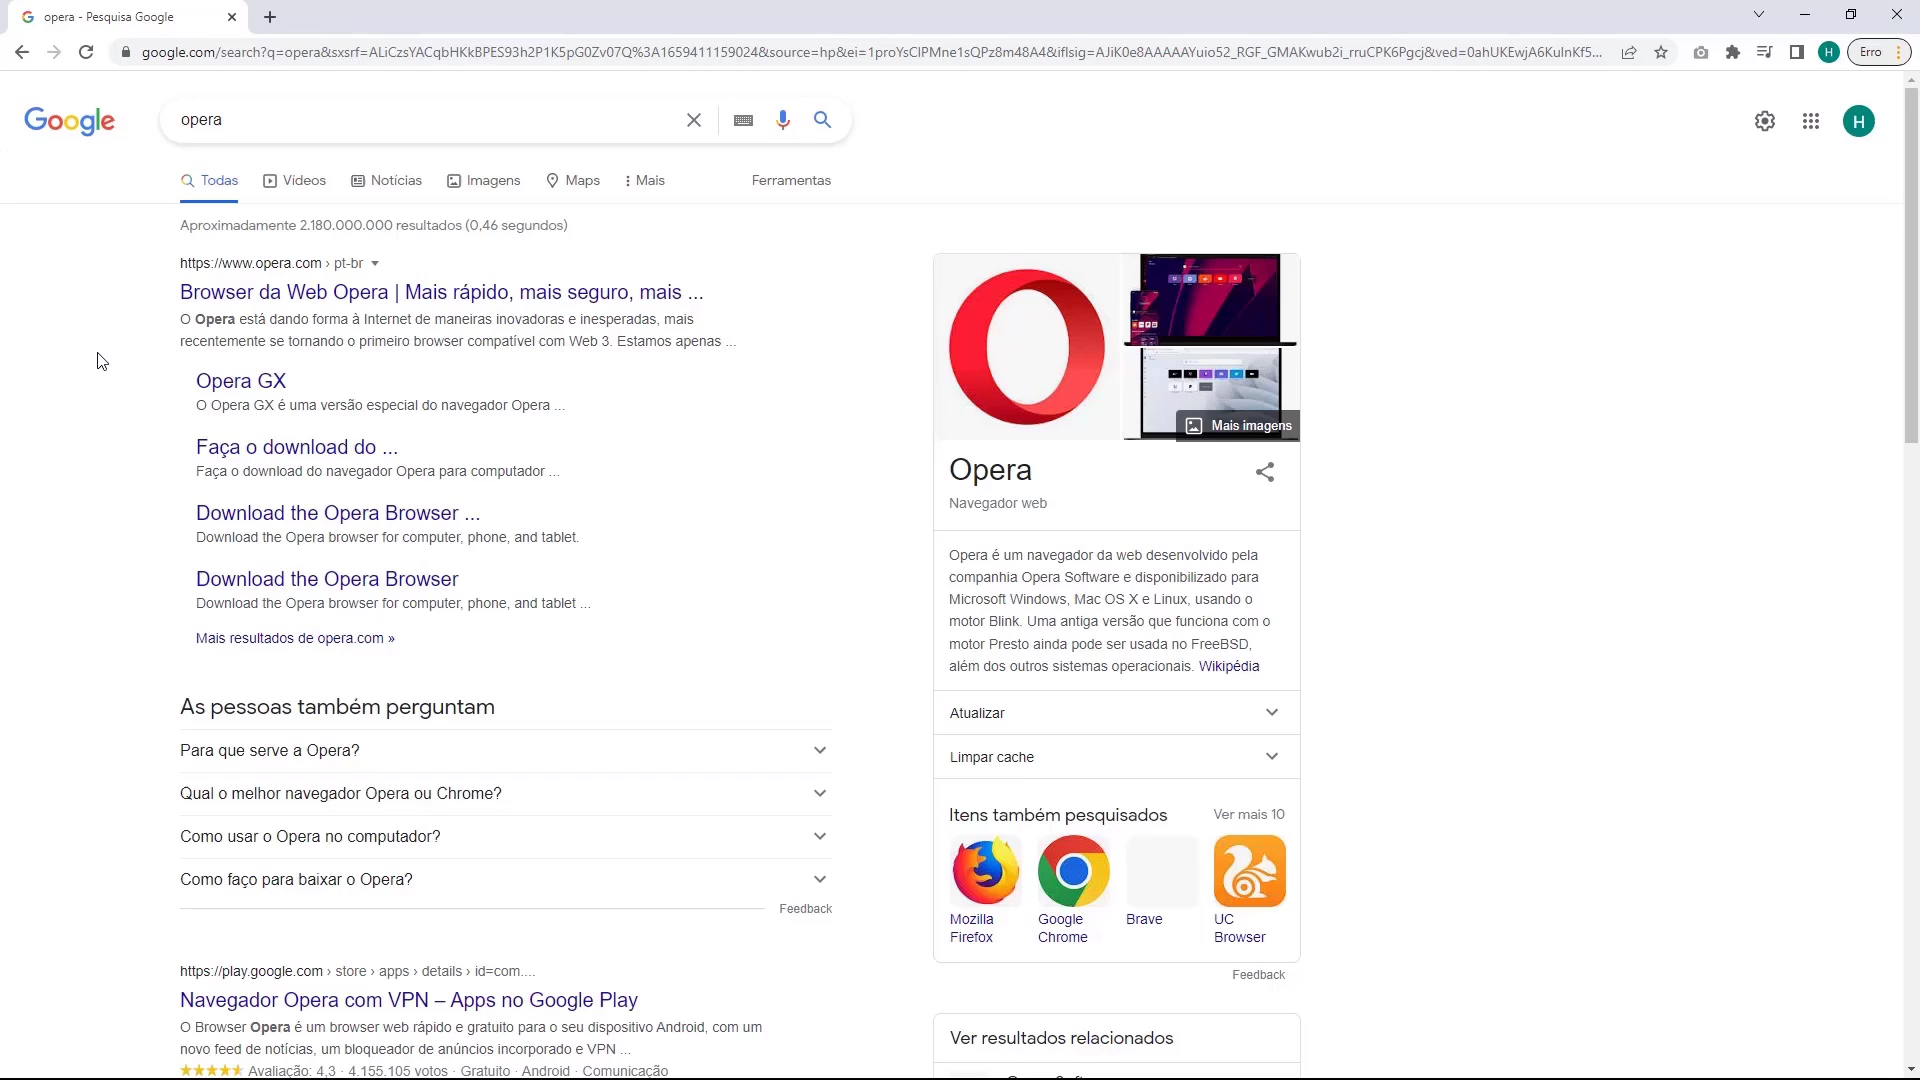 opera - Pesquisa Google
google.com/search?q=opera&sxsrf=ALiCzsYACqbHKkBPES93h2P1K5pG0Zv07Q%3A1659411159024&source=hp&ei=1proYsClPMne1sQPz8m48A4&iflsig=AJiK0e8AAAAAYuio52_RGF_GMAKwub2i_rruCPK6Pgcj&ved=0ahUKEwjA6KulnKf5...
Erro
Google
opera
H
Todas
Vídeos
Notícias
Imagens
Maps
Mais
Ferramentas
Aproximadamente 2.180.000.000 resultados (0,46 segundos)
https://www.opera.com › pt-br
Browser da Web Opera | Mais rápido, mais seguro, mais ...
O Opera está dando forma à Internet de maneiras inovadoras e inesperadas, mais
recentemente se tornando o primeiro browser compatível com Web 3. Estamos apenas ...
Opera GX
O Opera GX é uma versão especial do navegador Opera ...
Faça o download do ...
Faça o download do navegador Opera para computador ...
Download the Opera Browser ...
Download the Opera browser for computer, phone, and tablet.
Download the Opera Browser
Download the Opera browser for computer, phone, and tablet ...
Mais resultados de opera.com »
As pessoas também perguntam
Para que serve a Opera?
Qual o melhor navegador Opera ou Chrome?
Como usar o Opera no computador?
Como faço para baixar o Opera?
Feedback
https://play.google.com › store › apps › details › id=com....
Navegador Opera com VPN – Apps no Google Play
O Browser Opera é um browser web rápido e gratuito para o seu dispositivo Android, com um
novo feed de notícias, um bloqueador de anúncios incorporado e VPN ...
Avaliação: 4,3 · 4.155.105 votos · Gratuito · Android · Comunicação
Mais imagens
Opera
Navegador web
Opera é um navegador da web desenvolvido pela
companhia Opera Software e disponibilizado para
Microsoft Windows, Mac OS X e Linux, usando o
motor Blink. Uma antiga versão que funciona com o
motor Presto ainda pode ser usada no FreeBSD,
além dos outros sistemas operacionais. Wikipédia
Atualizar
Limpar cache
Itens também pesquisados
Ver mais 10
Mozilla
Firefox
Google
Chrome
Brave
UC
Browser
Feedback
Ver resultados relacionados